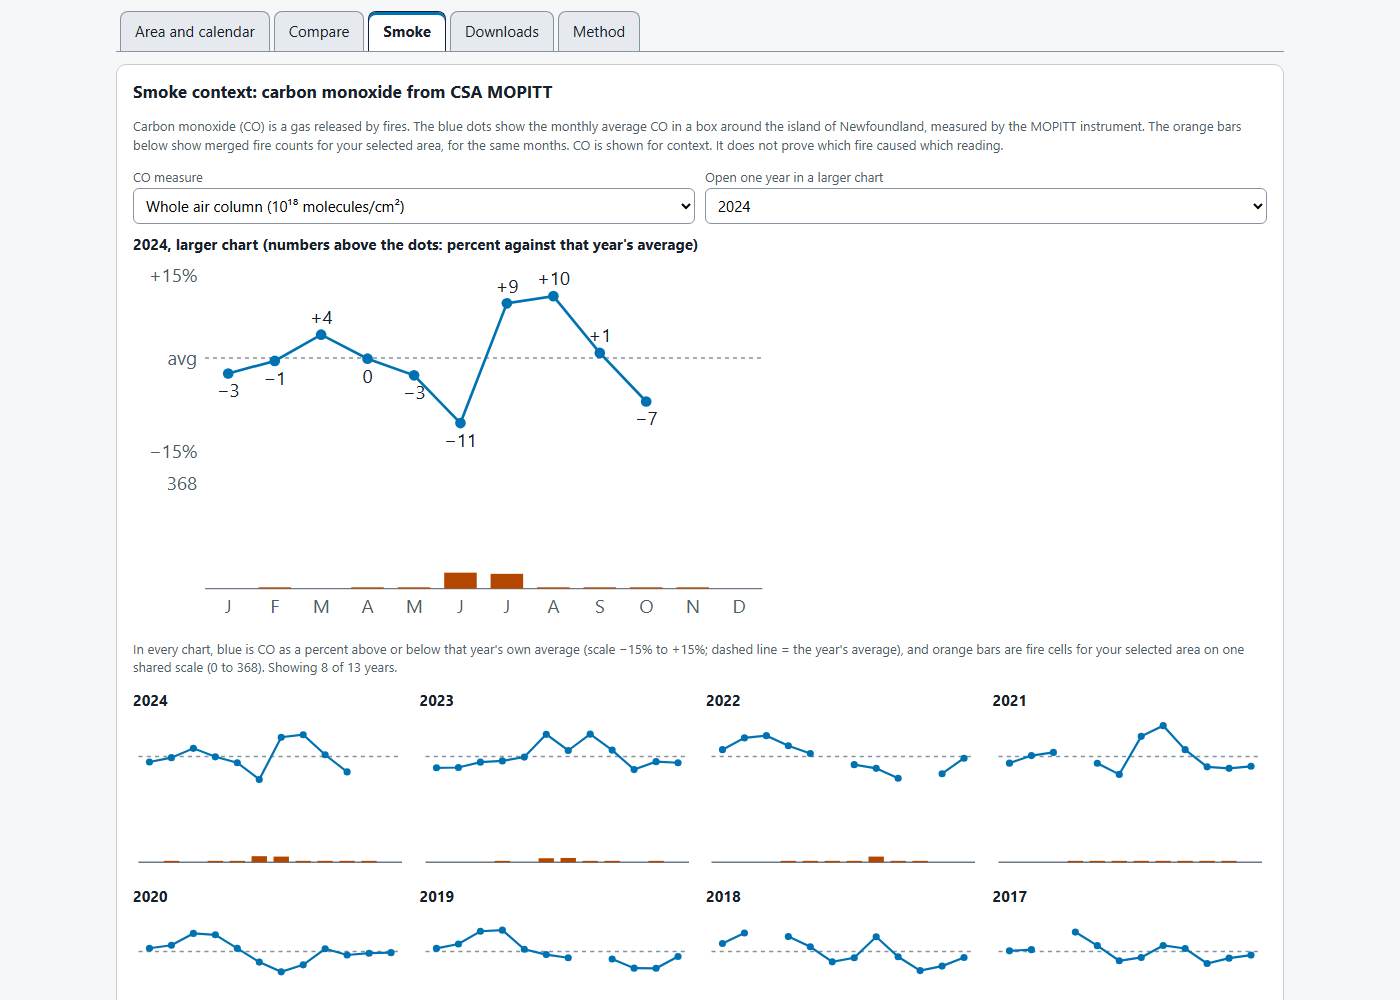 Area and calendar
Compare
Smoke
Downloads
Method
Smoke context: carbon monoxide from CSA MOPITT
Carbon monoxide (CO) is a gas released by fires. The blue dots show the monthly average CO in a box around the island of Newfoundland, measured by the MOPITT instrument. The orange bars
below show merged fire counts for your selected area, for the same months. CO is shown for context. It does not prove which fire caused which reading.
CO measure
Open one year in a larger chart
Whole air column (10¹⁸ molecules/cm²)
2024
2024, larger chart (numbers above the dots: percent against that year's average)
+15%
+10
+9
+4
+1
avg
0
−1
−3
−3
−7
−11
−15%
368
J F M A M J J A S O N D
In every chart, blue is CO as a percent above or below that year's own average (scale −15% to +15%; dashed line = the year's average), and orange bars are fire cells for your selected area on one
shared scale (0 to 368). Showing 8 of 13 years.
2024
2023
2022
2021
2020
2019
2018
2017